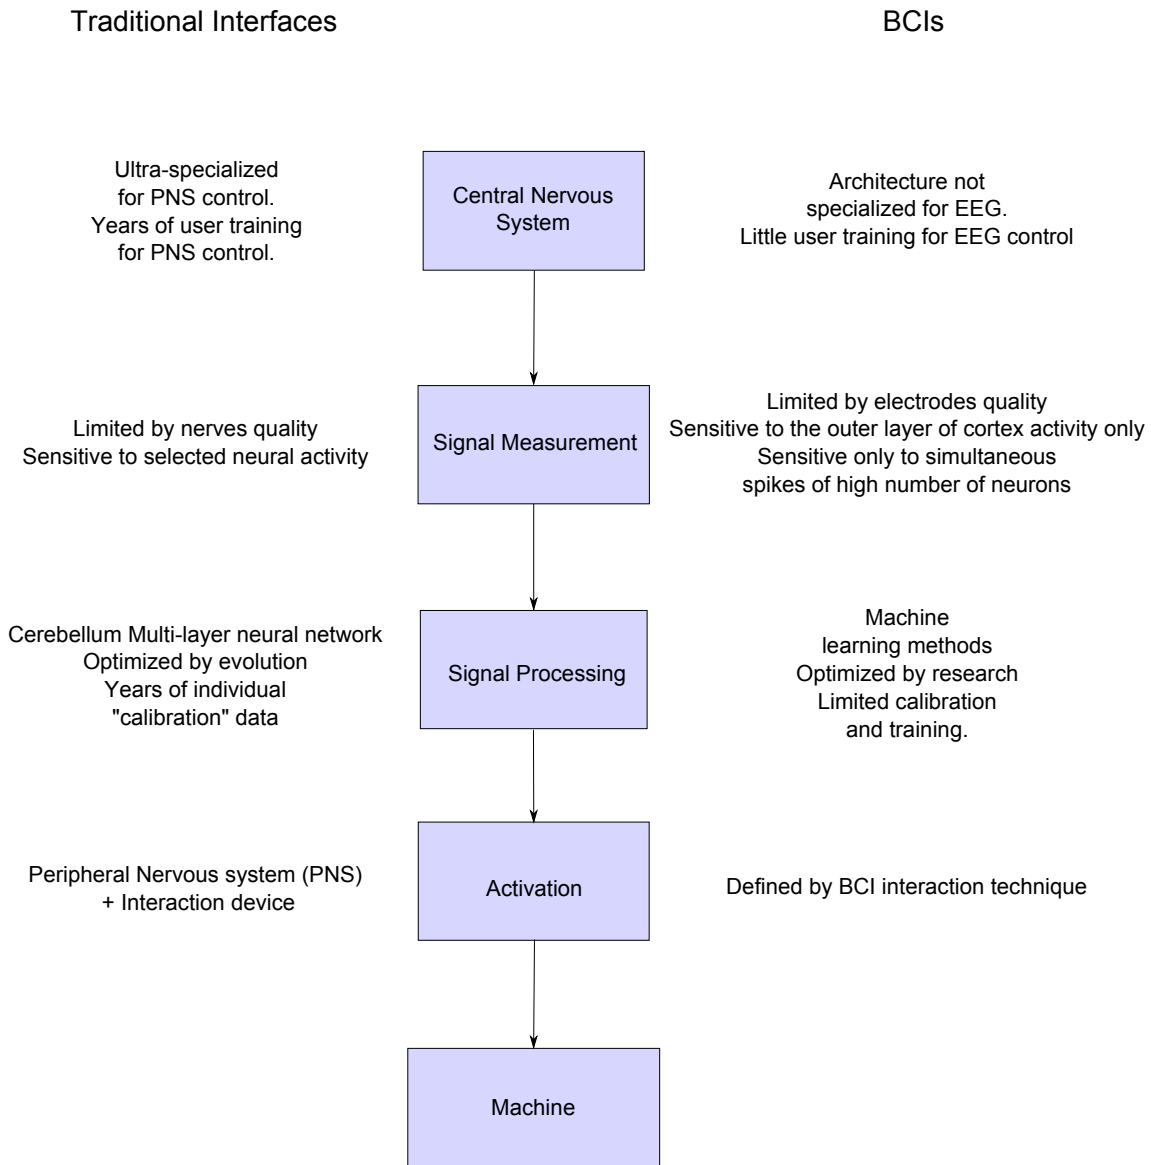 Traditional Interfaces
BCIs
Ultra-specialized
for PNS control.
Years of user training
for PNS control.
Central Nervous
System
Architecture not
specialized for EEG.
Little user training for EEG control
Limited by nerves quality
Sensitive to selected neural activity
Signal Measurement
Limited by electrodes quality
Sensitive to the outer layer of cortex activity only
Sensitive only to simultaneous
spikes of high number of neurons
Cerebellum Multi-layer neural network
Optimized by evolution
Years of individual
"calibration" data
Signal Processing
Machine
learning methods
Optimized by research
Limited calibration
and training.
Peripheral Nervous system (PNS)
+ Interaction device
Activation
Defined by BCI interaction technique
Machine